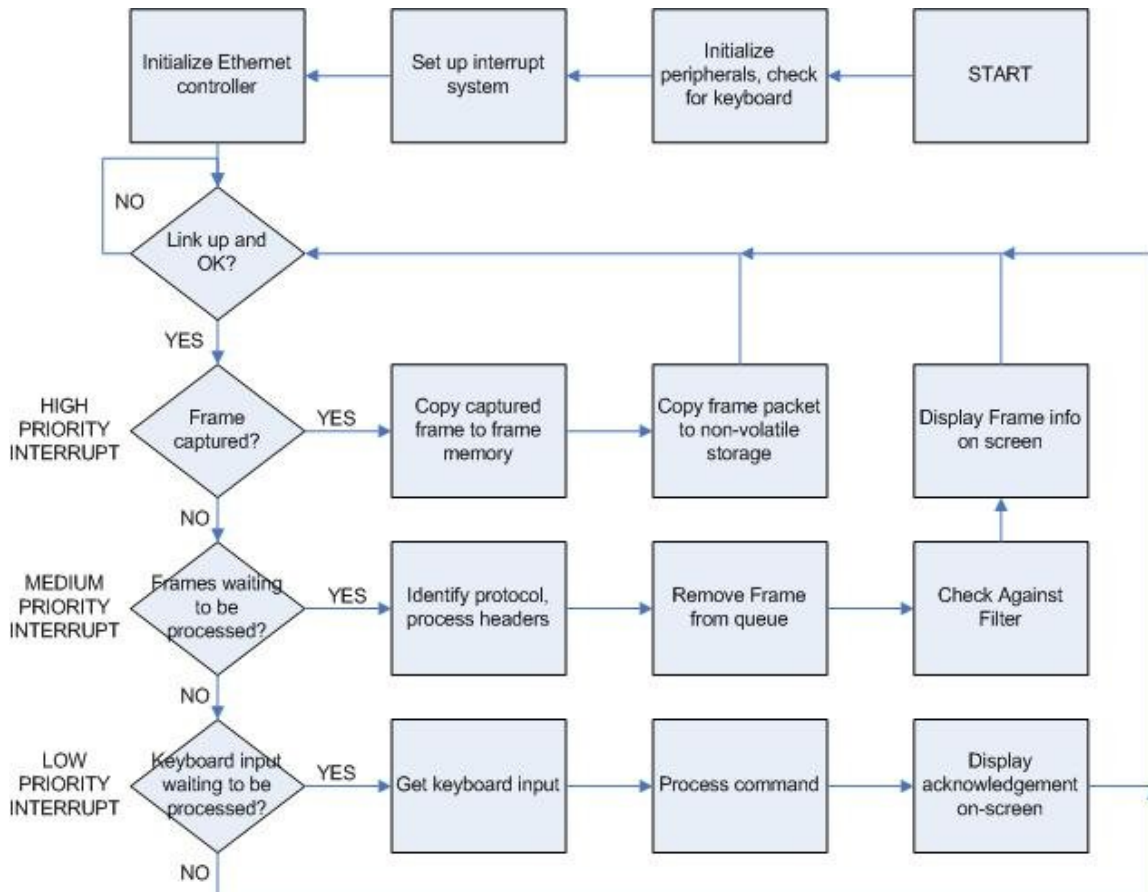 Initialize Ethernet
controller
Set up interrupt
system
Initialize
peripherals, check
for keyboard
START
NO
Link up and
OK?
YES
HIGH
PRIORITY
INTERRUPT
Frame
captured?
YES
Copy captured
frame to frame
memory
Copy frame packet
to non-volatile
storage
Display Frame info
on screen
NO
MEDIUM
PRIORITY
INTERRUPT
Frames waiting
to be
processed?
YES
Identify protocol,
process headers
Remove Frame
from queue
Check Against
Filter
NO
LOW
PRIORITY
INTERRUPT
Keyboard input
waiting to be
processed?
YES
Get keyboard input
Process command
Display
acknowledgement
on-screen
NO